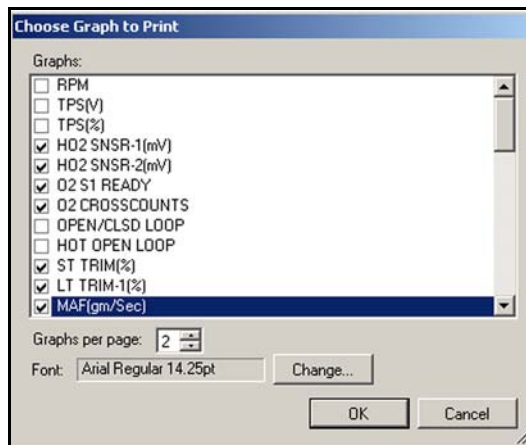 Choose Graph to Print
Graphs:
RPM
TPS(V)
TPS(%)
HO2 SNSR-1(mV)
HO2 SNSR-2(mV)
O2 S1 READY
O2 CROSSCOUNTS
OPEN/CLSD LOOP
HOT OPEN LOOP
ST TRIM(%)
LT TRIM-1(%)
MAF(gm/Sec)
Graphs per page: 2
Font: Arial Regular 14.25pt Change...
OK Cancel